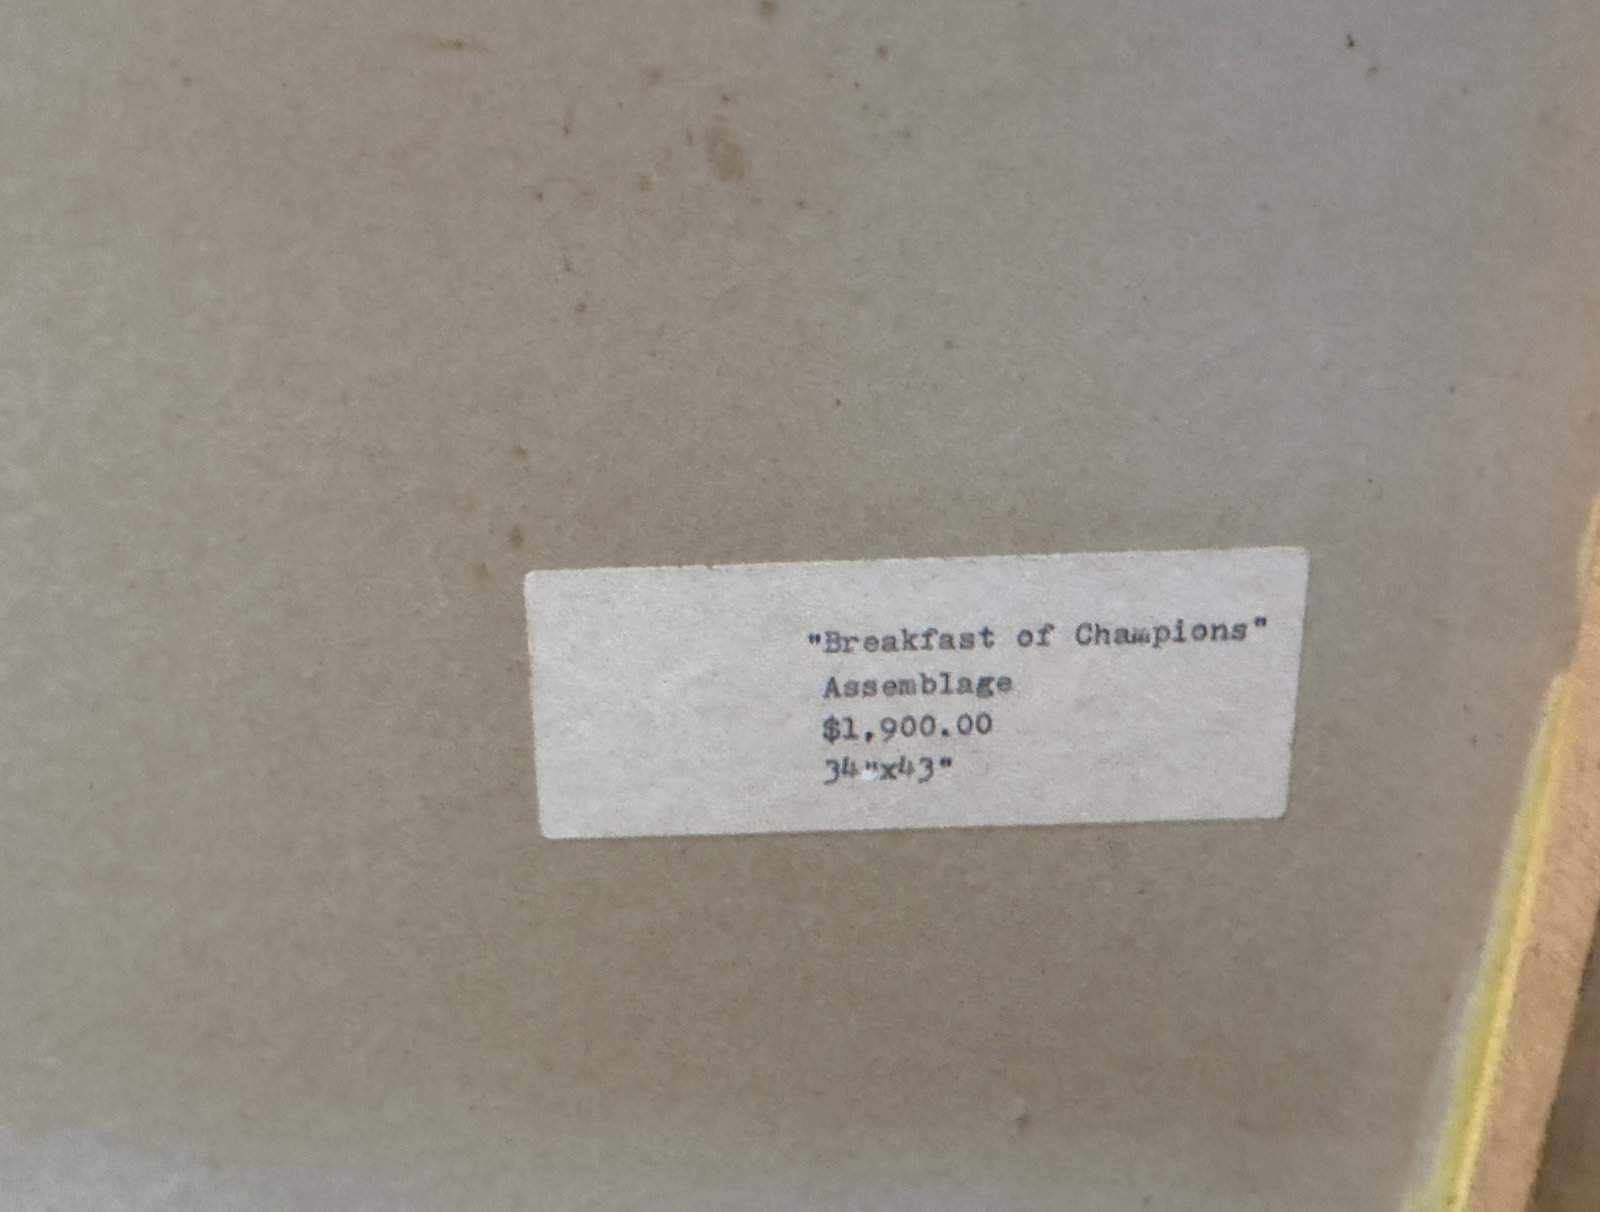 "Breakfast of Champions"
Assemblage
$1,900.00
34"x43"